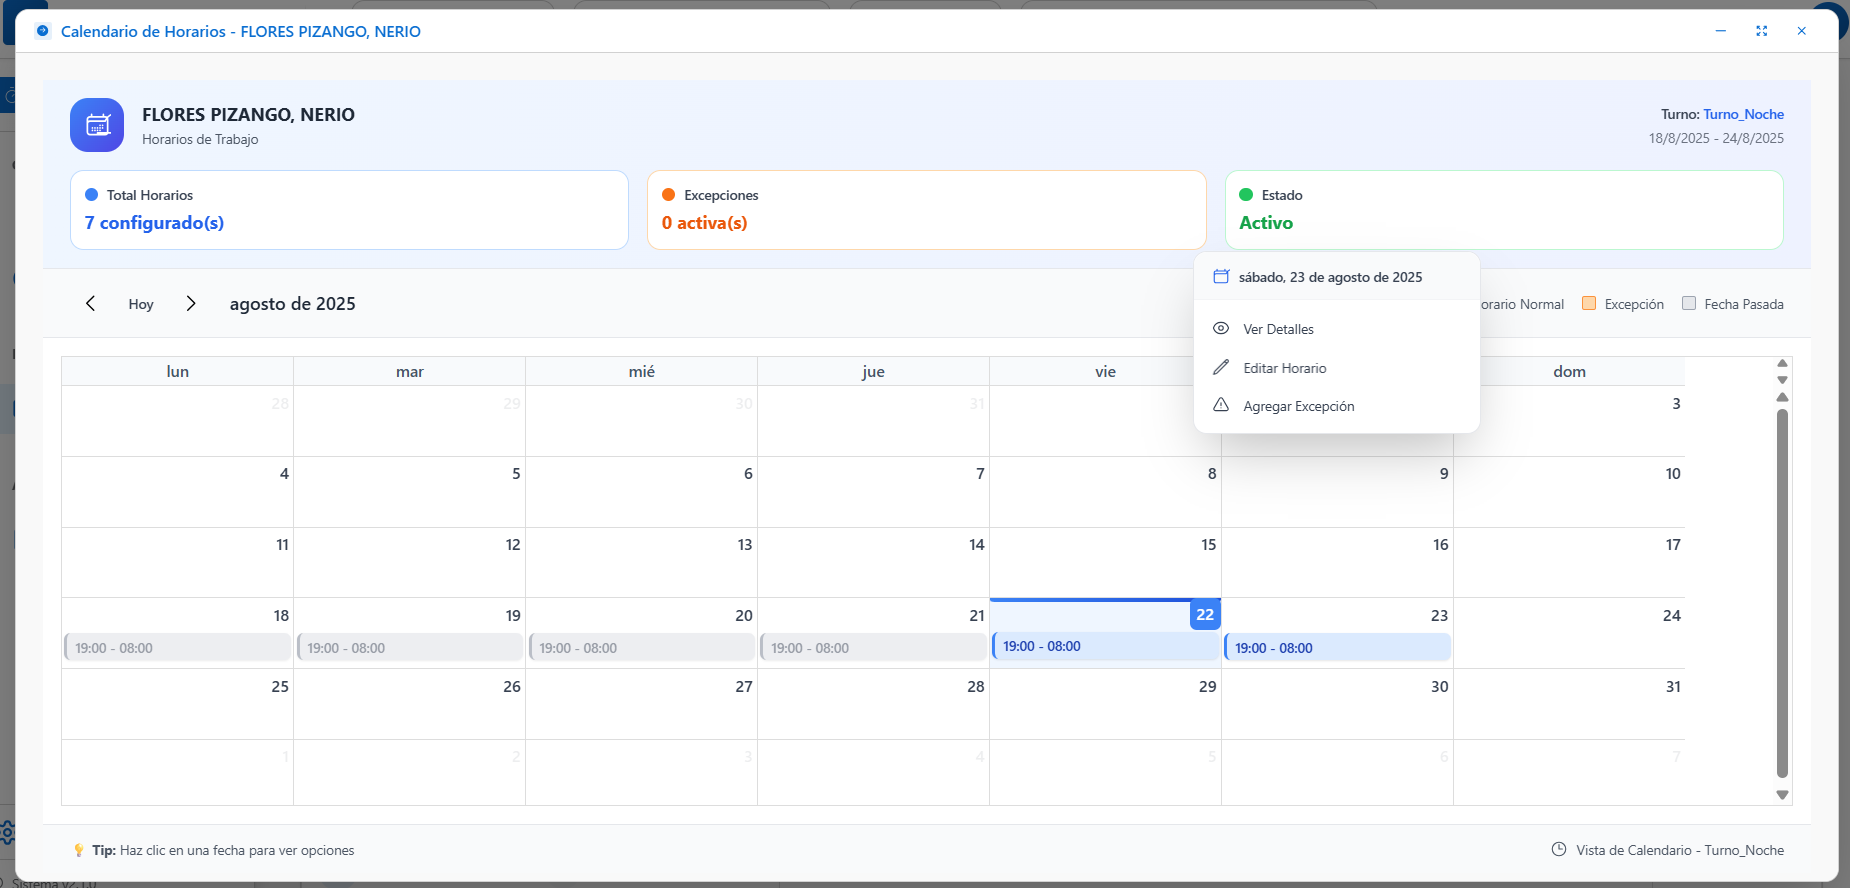 Calendario de Horarios - FLORES PIZANGO, NERIO
FLORES PIZANGO, NERIO
Horarios de Trabajo
Turno: Turno_Noche
18/8/2025 - 24/8/2025
Total Horarios
7 configurado(s)
Excepciones
0 activa(s)
Estado
Activo
Hoy
agosto de 2025
orario Normal
Excepción
Fecha Pasada
sábado, 23 de agosto de 2025
Ver Detalles
Editar Horario
Agregar Excepción
lun mar mié jue vie dom
28 29 30 31 3
4 5 6 7 8 9 10
11 12 13 14 15 16 17
18 19 20 21 22 23 24
19:00 - 08:00 19:00 - 08:00 19:00 - 08:00 19:00 - 08:00 19:00 - 08:00 19:00 - 08:00
25 26 27 28 29 30 31
1 2 3 4 5 6 7
Tip: Haz clic en una fecha para ver opciones
Vista de Calendario - Turno_Noche